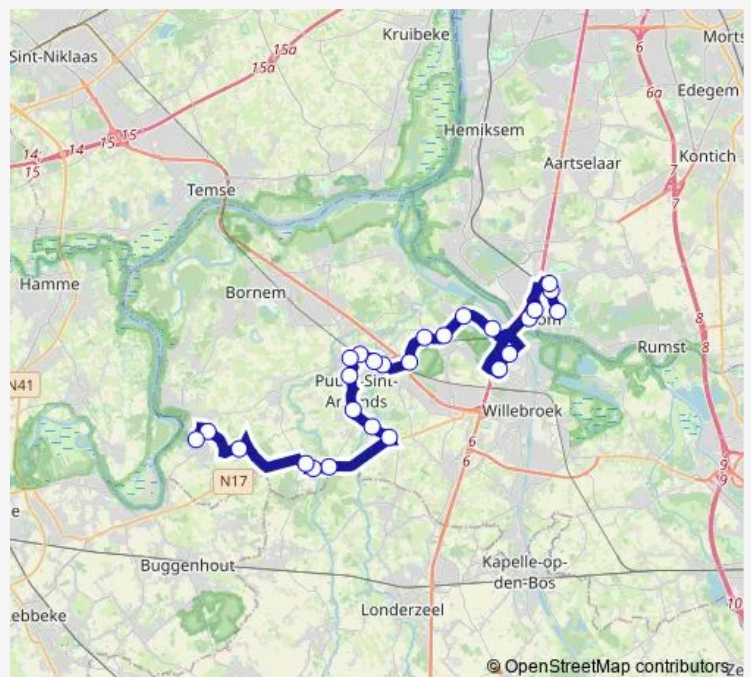 Kruibeke
Morts
Sint-Niklaas
15a
15a
6
6a
Edegem
Hemiksem
Aartselaar
Kontich
14
15
14
15
15
7
7
Temse
Hamme
Bornem
8
8
Rumst
N41
Willebroek
6
6
N17
9
9
Buggenhout
Kapelle-op-
den-Bos
Londerzeel
ebbeke
10
© OpenStreetMap contributors